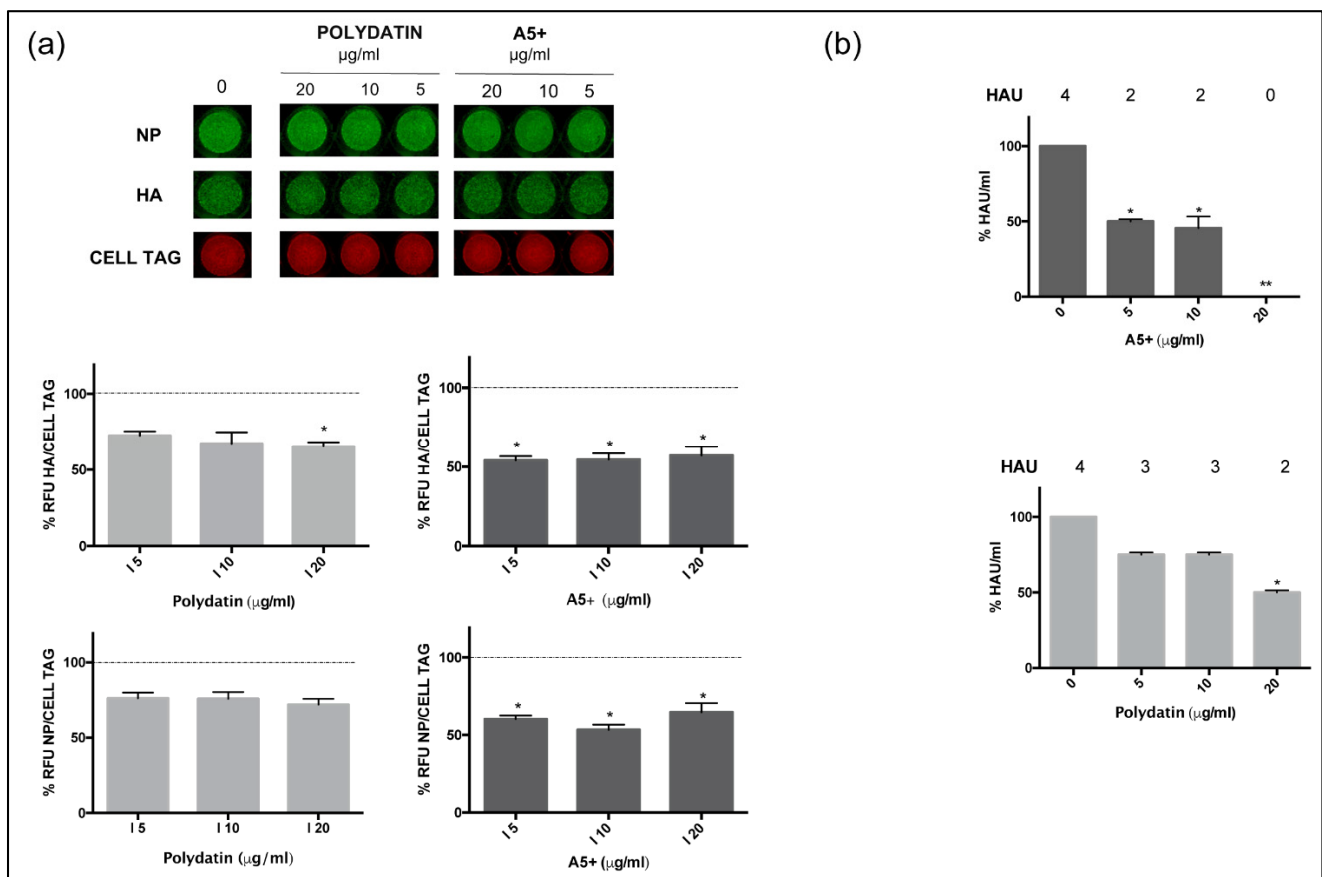 (a)
POLYDATIN A5+
µg/ml µg/ml
0 20 10 5 20 10 5
NP
HA
CELL TAG
% RFU HA/CELL TAG
100
50
0
I 5 I 10 I 20
Polydatin (µg/ml)
% RFU HA/CELL TAG
100
50
0
I 5 I 10 I 20
A5+ (µg/ml)
*
* * *
% RFU NP/CELL TAG
100
50
0
I 5 I 10 I 20
Polydatin (µg/ml)
% RFU NP/CELL TAG
100
50
0
* * *
I 5 I 10 I 20
A5+ (µg/ml)
(b)
HAU 4 2 2 0
% HAU/ml
100
50
0
* * **
0 5 10 20
A5+ (µg/ml)
HAU 4 3 3 2
% HAU/ml
100
50
0
*
0 5 10 20
Polydatin (µg/ml)